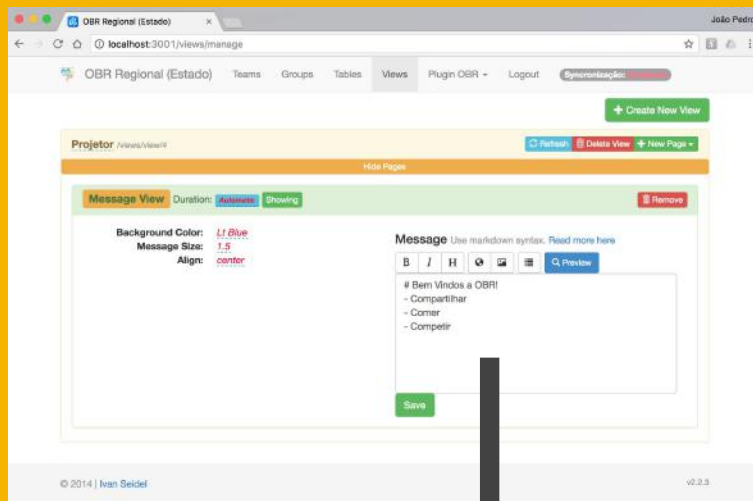 OBR Regional (Estado)
João Pedro
localhost:3001/views/manage
OBR Regional (Estado) Teams Groups Tables Views Plugin OBR Logout Syncronização:
+ Create New View
Projetor /views/view/# Refresh Delete View + New Page
Hide Pages
Message View Duration: Automatic Showing Remove
Background Color: Lt Blue
Message Size: 1.5
Align: center
Message Use markdown syntax. Read more here
B I H Preview
# Bem Vindos a OBR!
- Compartilhar
- Comer
- Competir
Save
© 2014 | Ivan Seidel
v2.2.3